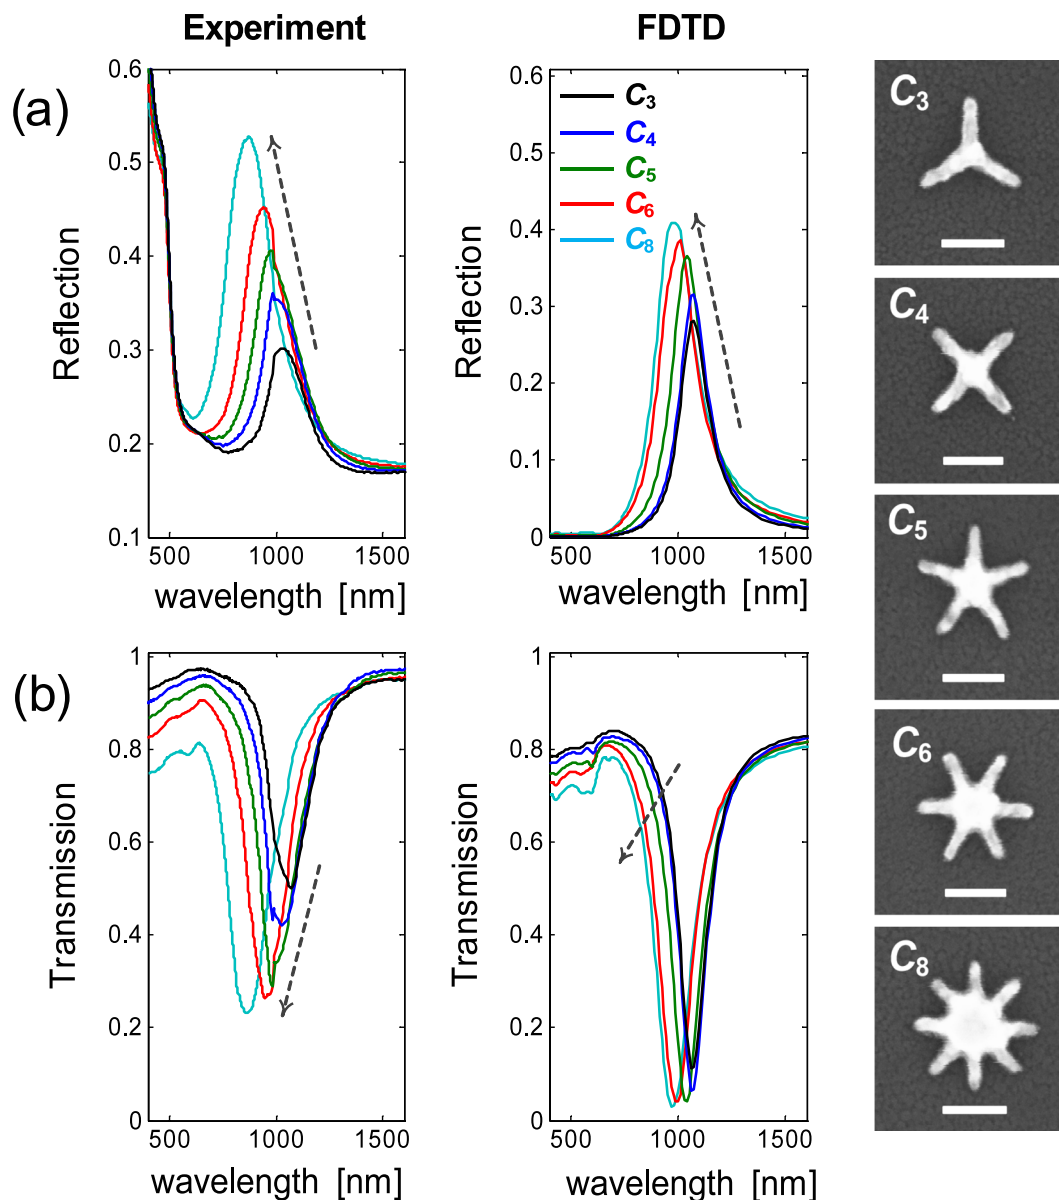 Experiment
FDTD
(a)
0.6
0.5
0.4
0.3
0.2
0.1
Reflection
500 1000 1500
wavelength [nm]
0.6
0.5
0.4
0.3
0.2
0.1
0
Reflection
500 1000 1500
wavelength [nm]
C3
C4
C5
C6
C8
(b)
1
0.8
0.6
0.4
0.2
0
Transmission
500 1000 1500
wavelength [nm]
1
0.8
0.6
0.4
0.2
0
Transmission
500 1000 1500
wavelength [nm]
C3
C4
C5
C6
C8